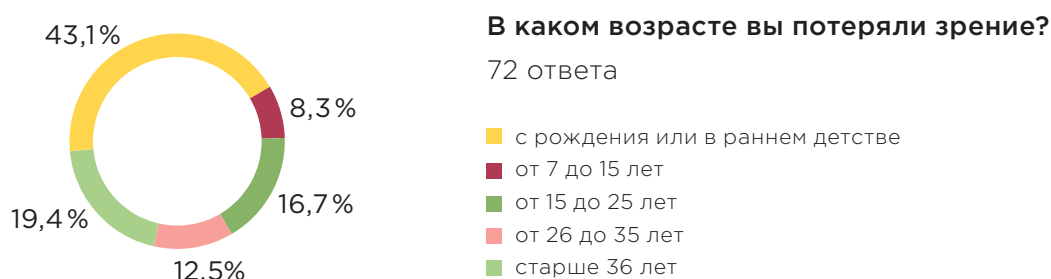 В каком возрасте вы потеряли зрение?
72 ответа
43,1%
8,3%
16,7%
12,5%
19,4%
с рождения или в раннем детстве
от 7 до 15 лет
от 15 до 25 лет
от 26 до 35 лет
старше 36 лет